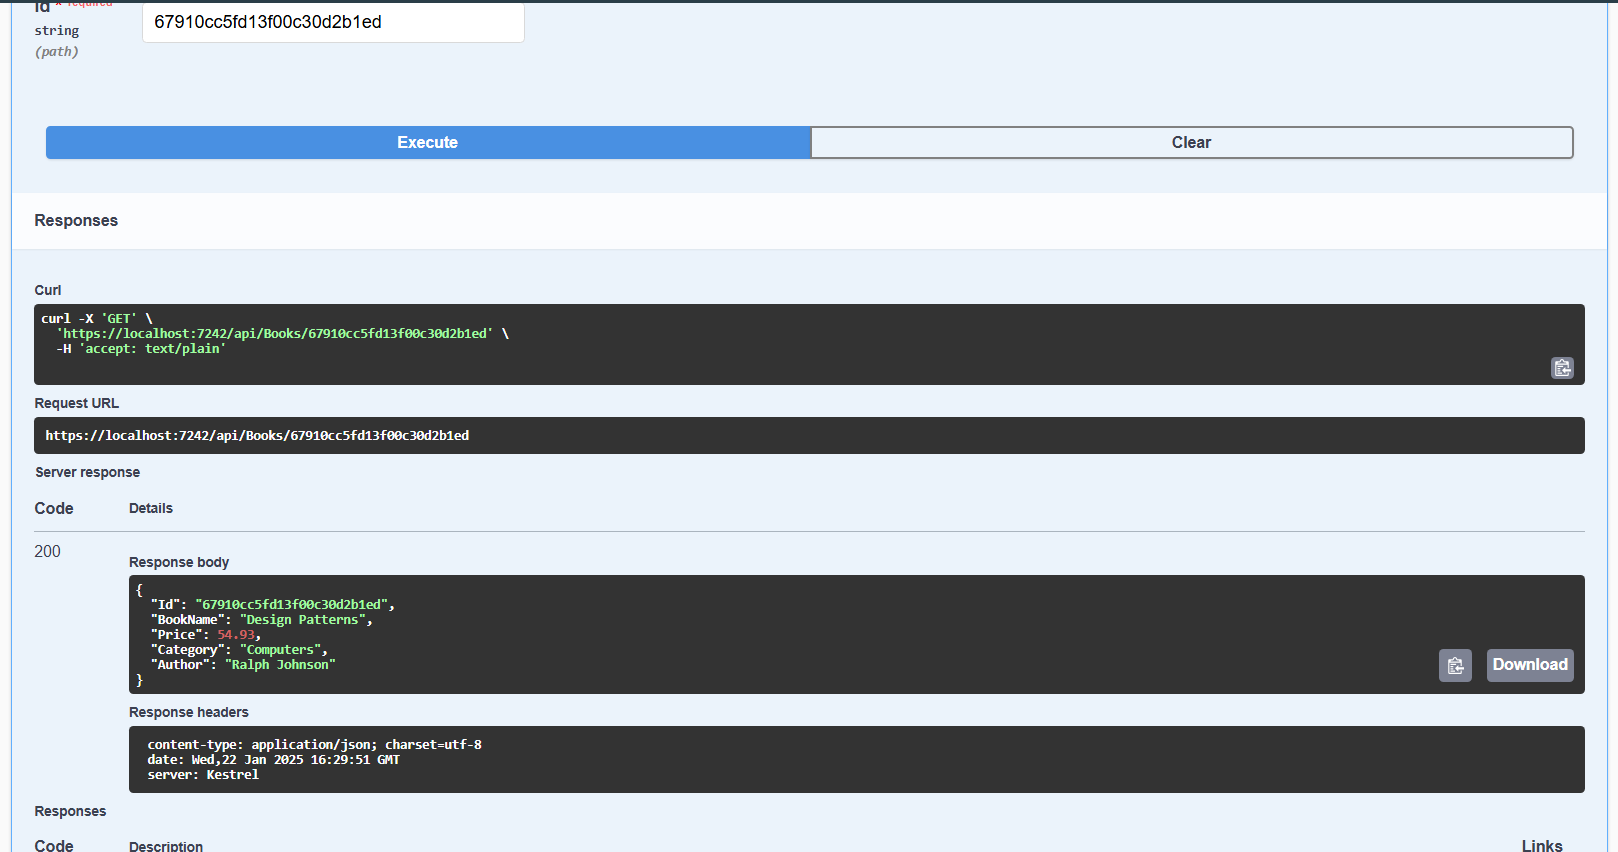 id * required
67910cc5fd13f00c30d2b1ed
string
(path)
Execute
Clear
Responses
Curl
curl -X 'GET' \
  'https://localhost:7242/api/Books/67910cc5fd13f00c30d2b1ed' \
  -H 'accept: text/plain'
Request URL
https://localhost:7242/api/Books/67910cc5fd13f00c30d2b1ed
Server response
Code
Details
200
Response body
{
  "Id": "67910cc5fd13f00c30d2b1ed",
  "BookName": "Design Patterns",
  "Price": 54.93,
  "Category": "Computers",
  "Author": "Ralph Johnson"
}
Download
Response headers
content-type: application/json; charset=utf-8
date: Wed,22 Jan 2025 16:29:51 GMT
server: Kestrel
Responses
Code
Description
Links